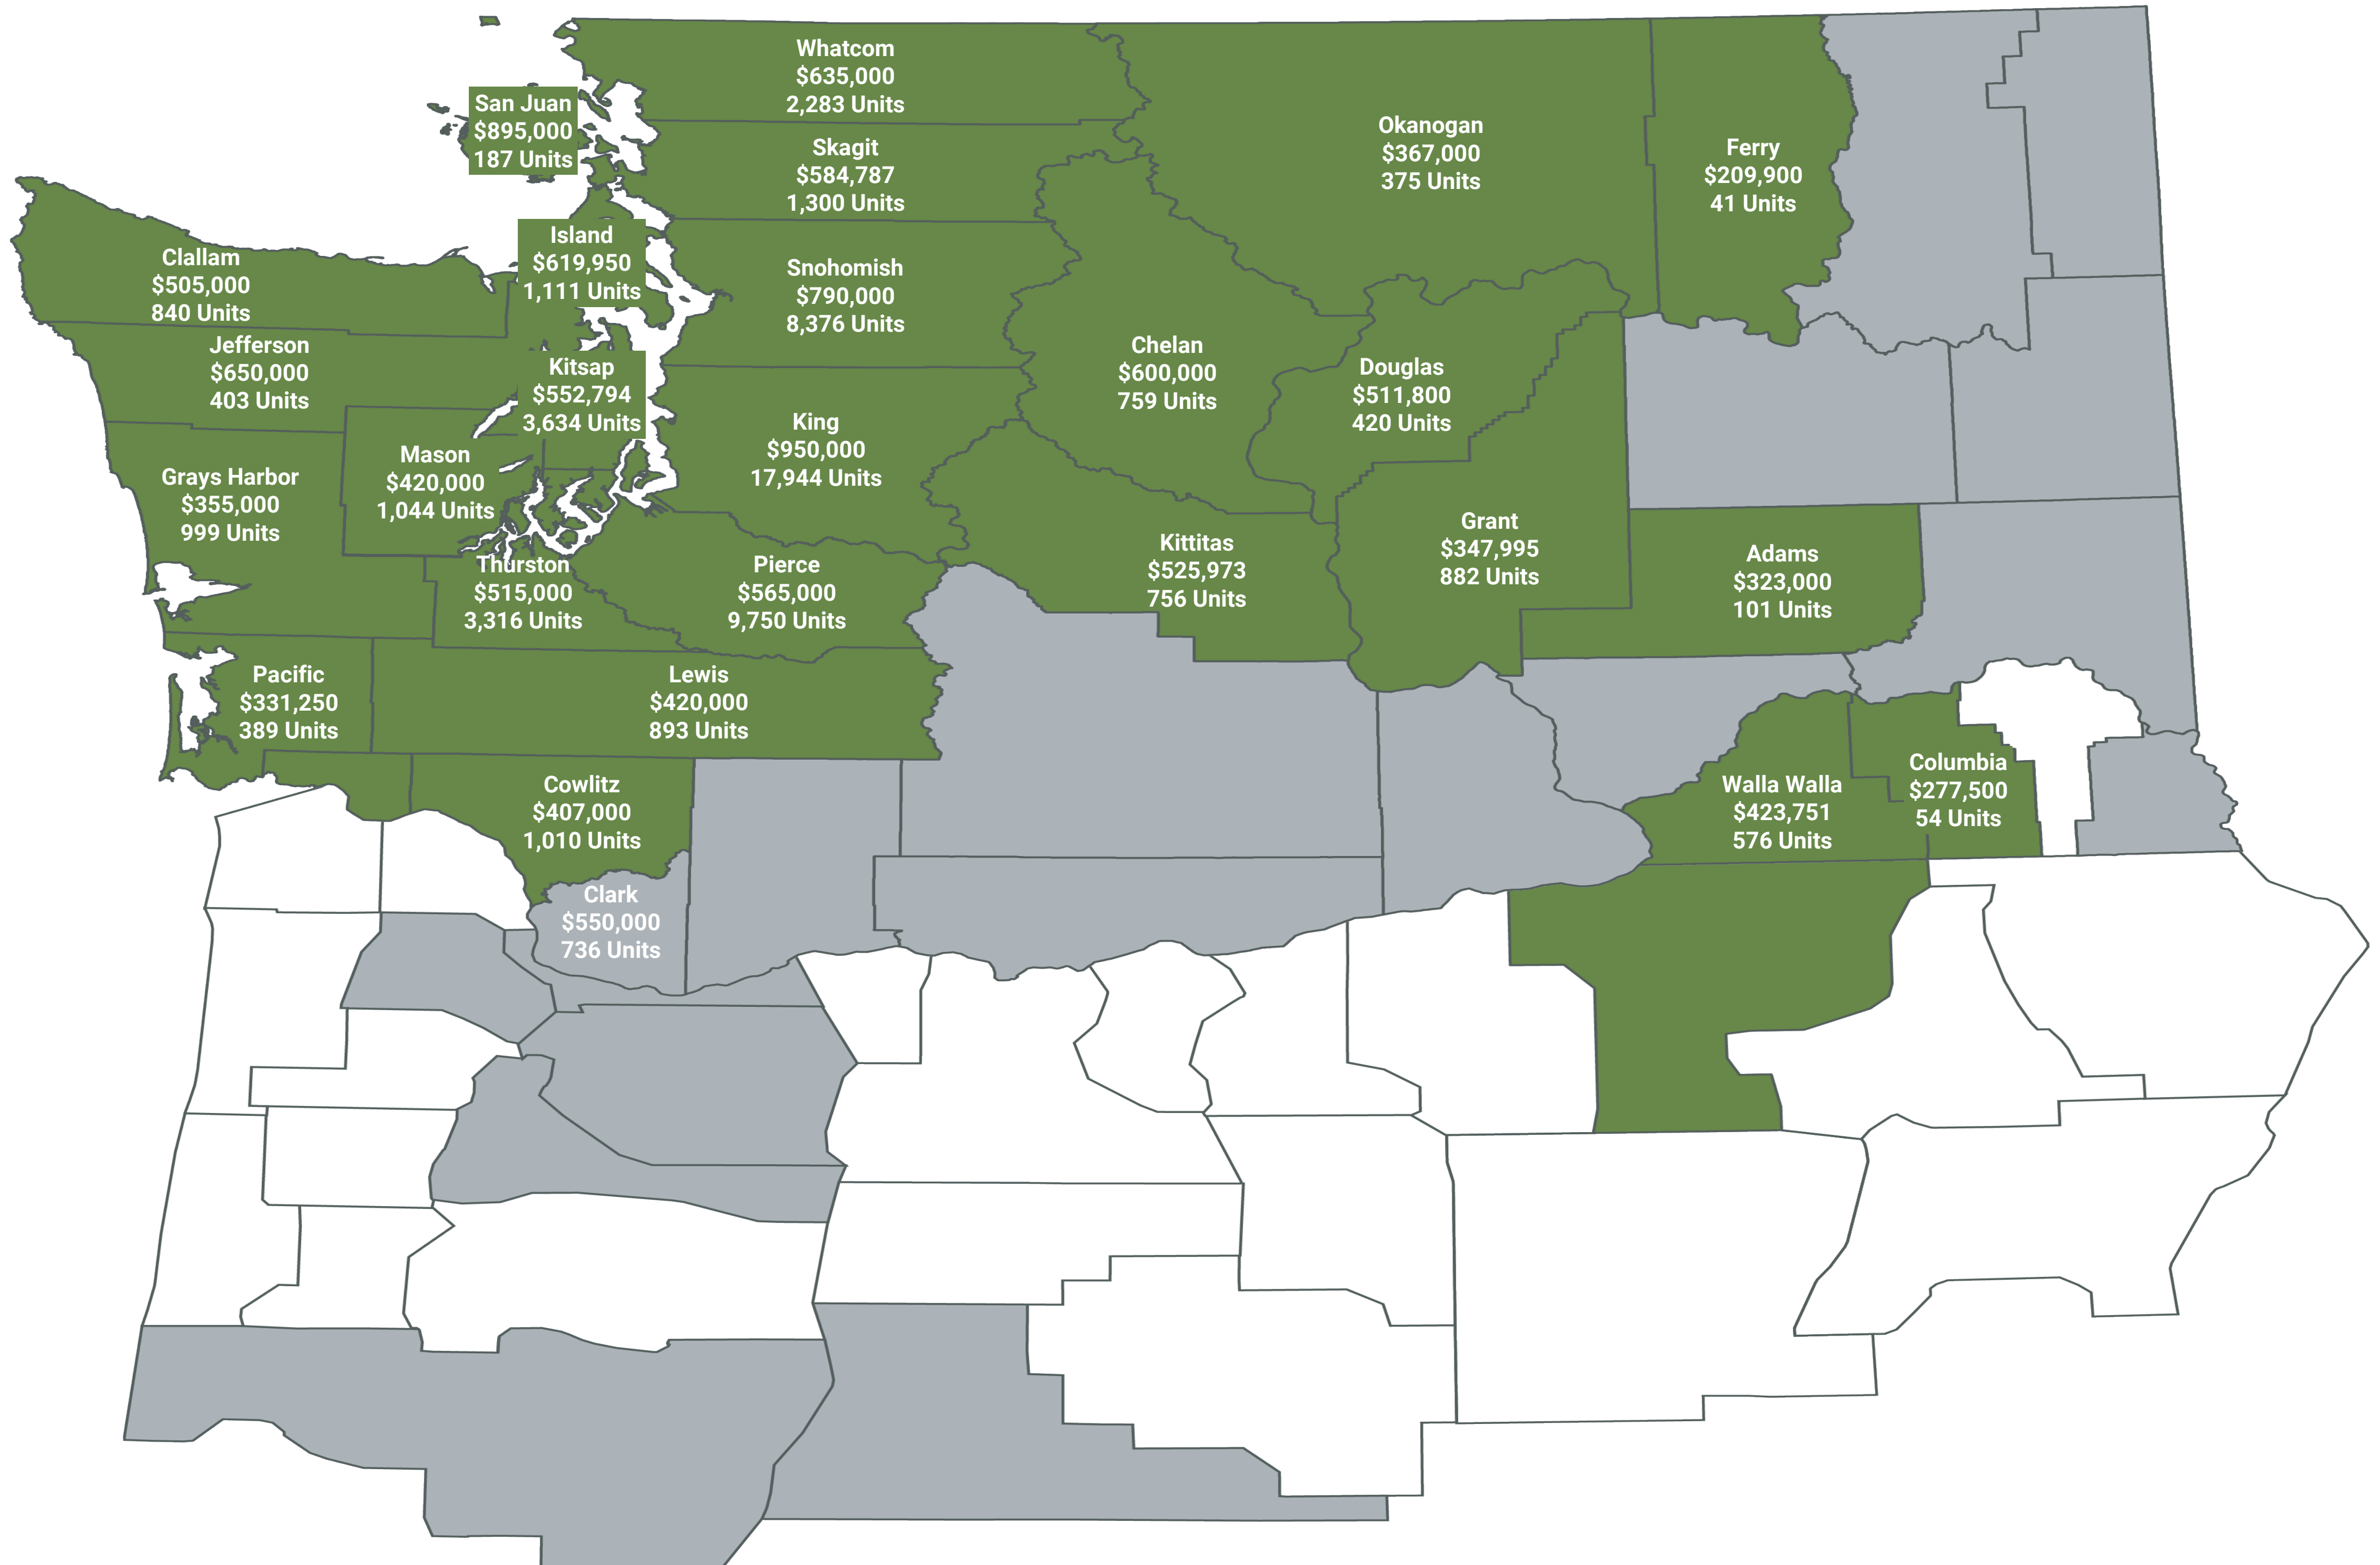 Whatcom
$635,000
2,283 Units
San Juan
$895,000
187 Units
Okanogan
$367,000
375 Units
Skagit
$584,787
1,300 Units
Ferry
$209,900
41 Units
Island
$619,950
1,111 Units
Clallam
$505,000
840 Units
Snohomish
$790,000
8,376 Units
Jefferson
$650,000
403 Units
Kitsap
$552,794
3,634 Units
Chelan
$600,000
759 Units
Douglas
$511,800
420 Units
King
$950,000
17,944 Units
Mason
$420,000
1,044 Units
Grays Harbor
$355,000
999 Units
Grant
$347,995
882 Units
Kittitas
$525,973
756 Units
Adams
$323,000
101 Units
Thurston
$515,000
3,316 Units
Pierce
$565,000
9,750 Units
Pacific
$331,250
389 Units
Lewis
$420,000
893 Units
Columbia
$277,500
54 Units
Cowlitz
$407,000
1,010 Units
Walla Walla
$423,751
576 Units
Clark
$550,000
736 Units